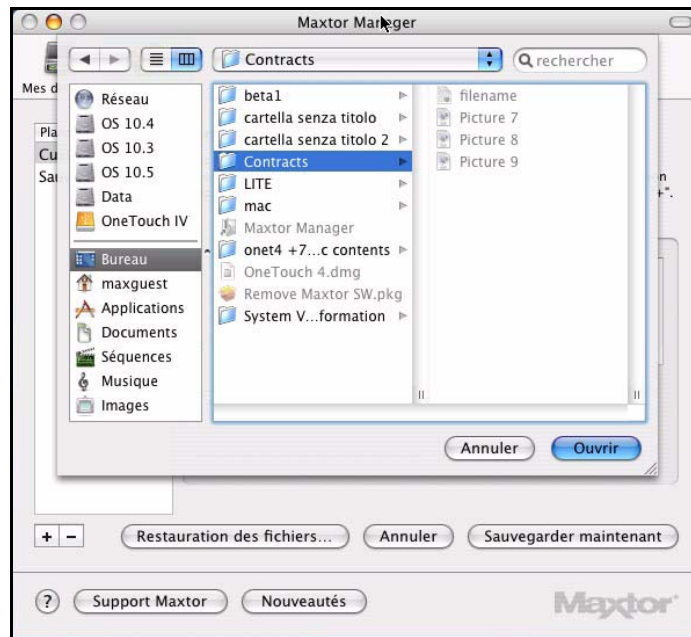 Maxtor Manager
Contracts
rechercher
Mes d
Pla
Cu
Sau
Réseau
OS 10.4
OS 10.3
OS 10.5
Data
OneTouch IV
Bureau
maxguest
Applications
Documents
Séquences
Musique
Images
beta1
cartella senza titolo
cartella senza titolo 2
Contracts
LITE
mac
Maxtor Manager
onet4 +7...c contents
OneTouch 4.dmg
Remove Maxtor SW.pkg
System V...formation
filename
Picture 7
Picture 8
Picture 9
n
+".
Annuler
Ouvrir
+ −
Restauration des fichiers...
Annuler
Sauvegarder maintenant
?
Support Maxtor
Nouveautés
Maxtor